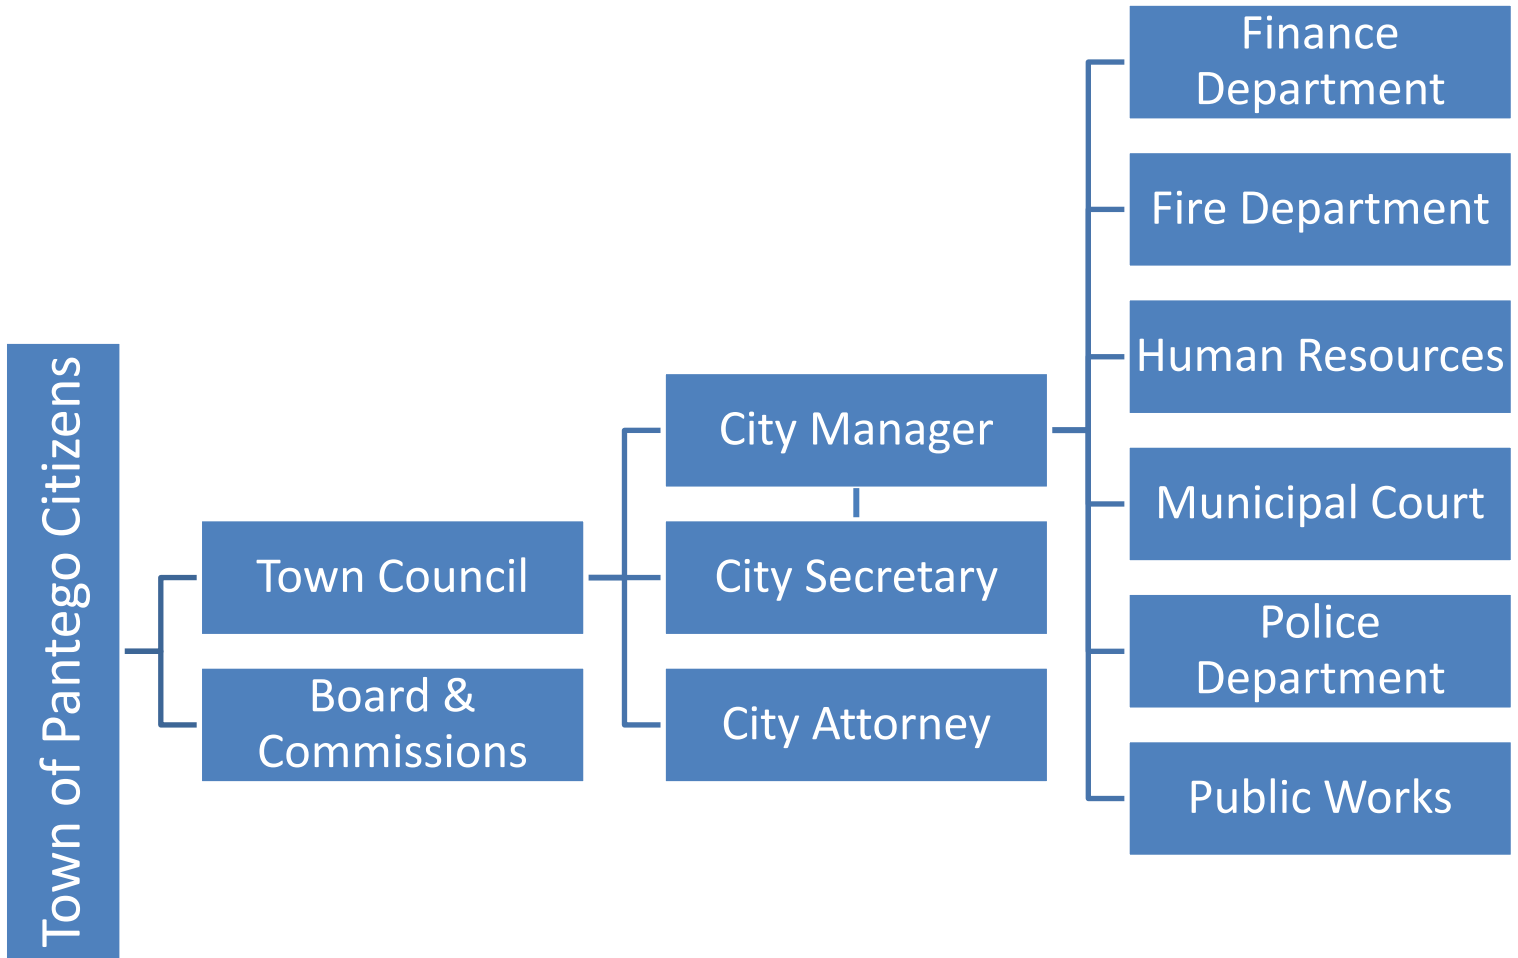 Town of Pantego Citizens
Town Council
Board &
Commissions
City Manager
City Secretary
City Attorney
Finance
Department
Fire Department
Human Resources
Municipal Court
Police
Department
Public Works